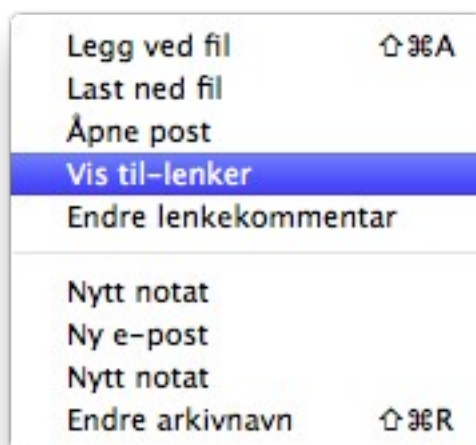 Legg ved fil ⇧⌘A
Last ned fil
Åpne post
Vis til-lenker
Endre lenkekommentar
Nytt notat
Ny e-post
Nytt notat
Endre arkivnavn ⇧⌘R